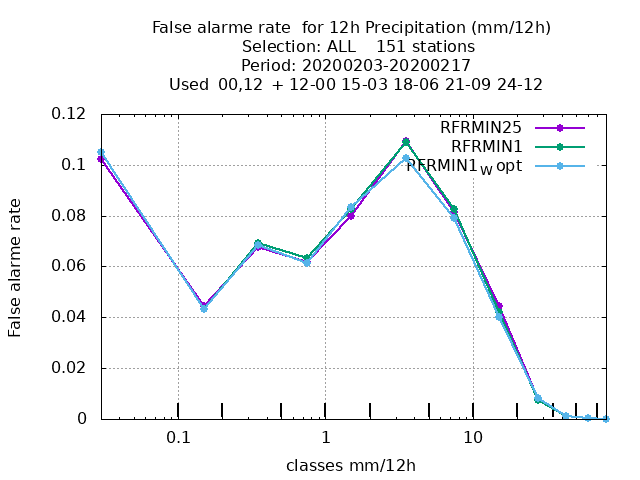 False alarme rate  for 12h Precipitation (mm/12h)
Selection: ALL    151 stations
Period: 20200203-20200217
Used  00,12  + 12-00 15-03 18-06 21-09 24-12
0.12
RFRMIN25
RFRMIN1
0.1
RFRMIN1w opt
0.08
False alarme rate
0.06
0.04
0.02
0
0.1 1 10
classes mm/12h